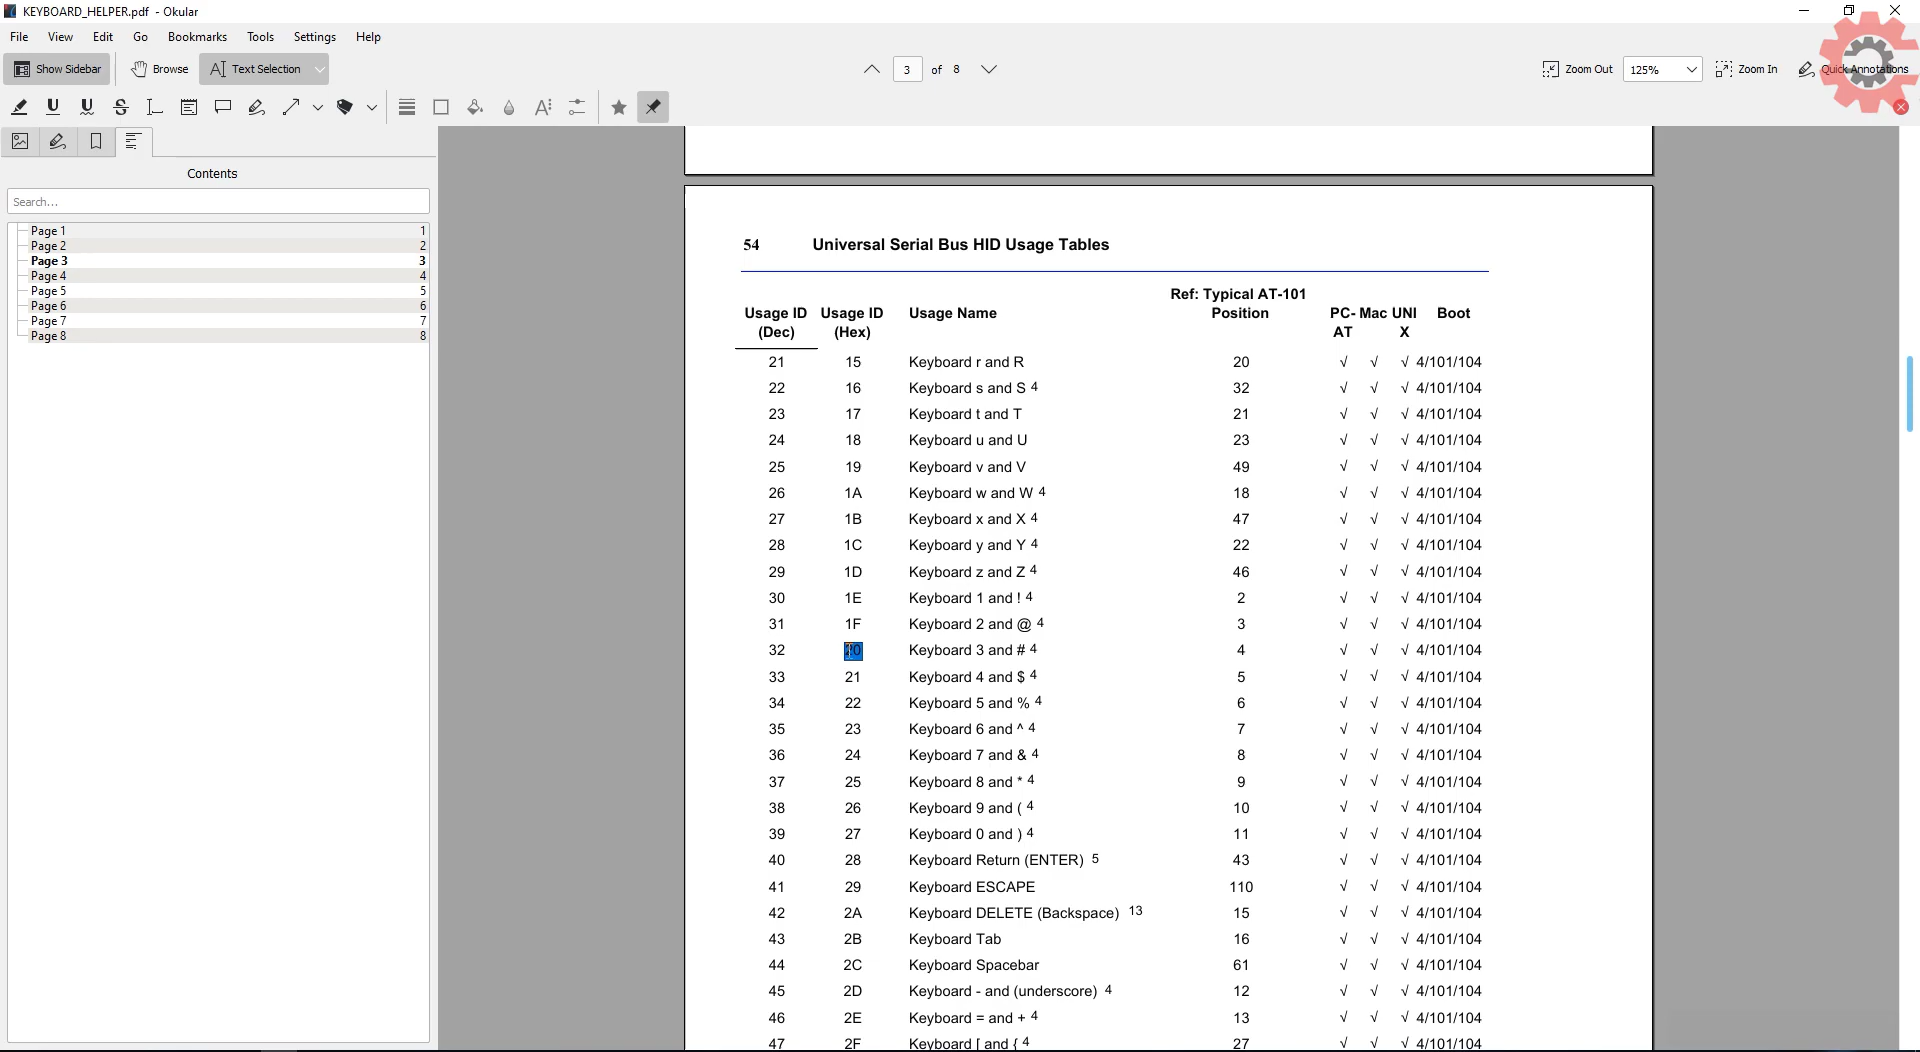 KEYBOARD_HELPER.pdf - Okular
File View Edit Go Bookmarks Tools Settings Help
Show Sidebar Browse Text Selection 3 of 8 Zoom Out 125% Zoom In Quick Annotations
Contents
Search...
Page 1 1
Page 2 2
Page 3 3
Page 4 4
Page 5 5
Page 6 6
Page 7 7
Page 8 8
54 Universal Serial Bus HID Usage Tables
Ref: Typical AT-101
Usage ID Usage ID Usage Name Position PC- Mac UNI Boot
(Dec) (Hex) AT X
21 15 Keyboard r and R 20 √ √ √ 4/101/104
22 16 Keyboard s and S 4 32 √ √ √ 4/101/104
23 17 Keyboard t and T 21 √ √ √ 4/101/104
24 18 Keyboard u and U 23 √ √ √ 4/101/104
25 19 Keyboard v and V 49 √ √ √ 4/101/104
26 1A Keyboard w and W 4 18 √ √ √ 4/101/104
27 1B Keyboard x and X 4 47 √ √ √ 4/101/104
28 1C Keyboard y and Y 4 22 √ √ √ 4/101/104
29 1D Keyboard z and Z 4 46 √ √ √ 4/101/104
30 1E Keyboard 1 and ! 4 2 √ √ √ 4/101/104
31 1F Keyboard 2 and @ 4 3 √ √ √ 4/101/104
32 20 Keyboard 3 and # 4 4 √ √ √ 4/101/104
33 21 Keyboard 4 and $ 4 5 √ √ √ 4/101/104
34 22 Keyboard 5 and % 4 6 √ √ √ 4/101/104
35 23 Keyboard 6 and ^ 4 7 √ √ √ 4/101/104
36 24 Keyboard 7 and & 4 8 √ √ √ 4/101/104
37 25 Keyboard 8 and * 4 9 √ √ √ 4/101/104
38 26 Keyboard 9 and ( 4 10 √ √ √ 4/101/104
39 27 Keyboard 0 and ) 4 11 √ √ √ 4/101/104
40 28 Keyboard Return (ENTER) 5 43 √ √ √ 4/101/104
41 29 Keyboard ESCAPE 110 √ √ √ 4/101/104
42 2A Keyboard DELETE (Backspace) 13 15 √ √ √ 4/101/104
43 2B Keyboard Tab 16 √ √ √ 4/101/104
44 2C Keyboard Spacebar 61 √ √ √ 4/101/104
45 2D Keyboard - and (underscore) 4 12 √ √ √ 4/101/104
46 2E Keyboard = and + 4 13 √ √ √ 4/101/104
47 2F Keyboard [ and { 4 27 √ √ √ 4/101/104